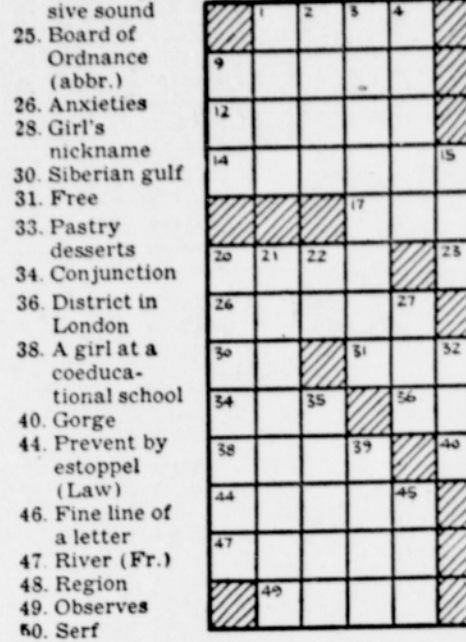 sive sound
25. Board of
Ordnance
(abbr.)
26. Anxieties
28. Girl's
nickname
30. Siberian gulf
31. Free
33. Pastry
desserts
34. Conjunction
36. District in
London
38. A girl at a
coeduca-
tional school
40. Gorge
44. Prevent by
estoppel
(Law)
46. Fine line of
a letter
47. River (Fr.)
48. Region
49. Observes
50. Serf
1 2 3 4
9
12
14 15
17
20 21 22 23
26 27
30 31 32
34 35 36
38 39 40
44 45
47
49